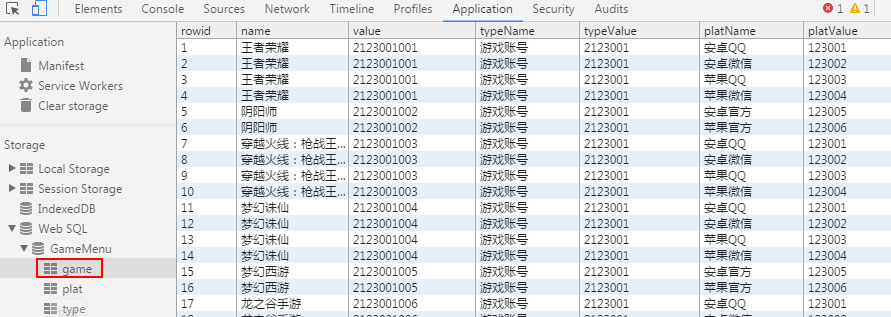 Elements Console Sources Network Timeline Profiles Application Security Audits 1 1
Application
Manifest
Service Workers
Clear storage
Storage
Local Storage
Session Storage
IndexedDB
Web SQL
GameMenu
game
plat
type
rowid name value typeName typeValue platName platValue
1 王者荣耀 2123001001 游戏账号 2123001 安卓QQ 123001
2 王者荣耀 2123001001 游戏账号 2123001 安卓微信 123002
3 王者荣耀 2123001001 游戏账号 2123001 苹果QQ 123003
4 王者荣耀 2123001001 游戏账号 2123001 苹果微信 123004
5 阴阳师 2123001002 游戏账号 2123001 安卓官方 123005
6 阴阳师 2123001002 游戏账号 2123001 苹果官方 123006
7 穿越火线：枪战王... 2123001003 游戏账号 2123001 安卓QQ 123001
8 穿越火线：枪战王... 2123001003 游戏账号 2123001 安卓微信 123002
9 穿越火线：枪战王... 2123001003 游戏账号 2123001 苹果QQ 123003
10 穿越火线：枪战王... 2123001003 游戏账号 2123001 苹果微信 123004
11 梦幻诛仙 2123001004 游戏账号 2123001 安卓QQ 123001
12 梦幻诛仙 2123001004 游戏账号 2123001 安卓微信 123002
13 梦幻诛仙 2123001004 游戏账号 2123001 苹果QQ 123003
14 梦幻诛仙 2123001004 游戏账号 2123001 苹果微信 123004
15 梦幻西游 2123001005 游戏账号 2123001 安卓官方 123005
16 梦幻西游 2123001005 游戏账号 2123001 苹果官方 123006
17 龙之谷手游 2123001006 游戏账号 2123001 安卓QQ 123001